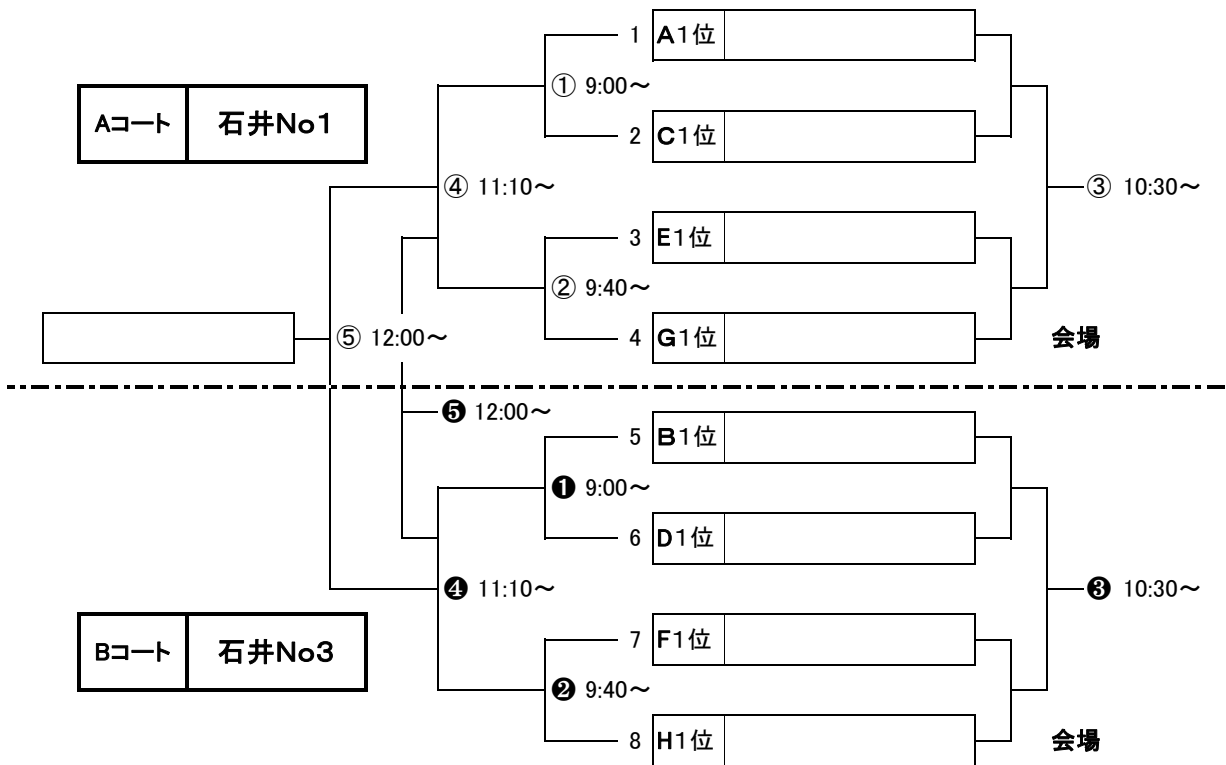 1 A1位
① 9:00～
Aコート 石井No1
2 C1位
④ 11:10～
③ 10:30～
3 E1位
② 9:40～
⑤ 12:00～
4 G1位
会場
❺ 12:00～
5 B1位
❶ 9:00～
6 D1位
❹ 11:10～
❸ 10:30～
7 F1位
Bコート 石井No3
❷ 9:40～
8 H1位
会場